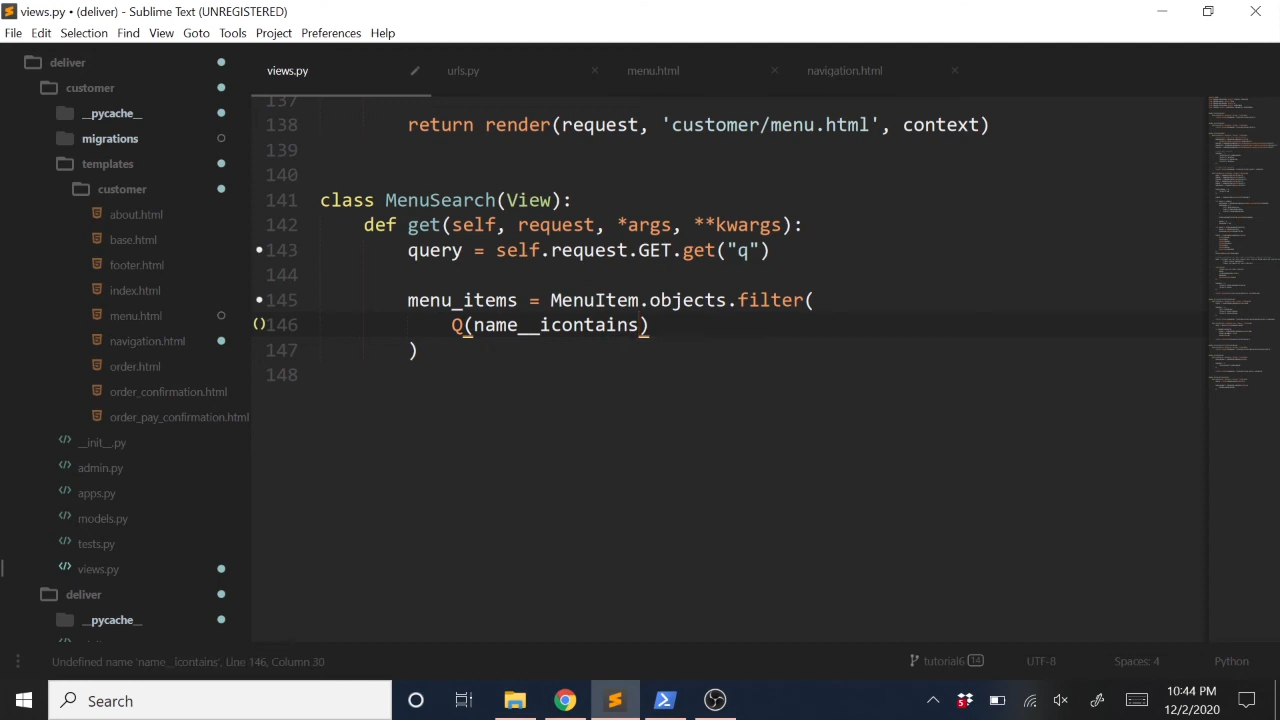 views.py • (deliver) - Sublime Text (UNREGISTERED)
File Edit Selection Find View Goto Tools Project Preferences Help
deliver
customer
__pycache__
migrations
templates
customer
about.html
base.html
footer.html
index.html
menu.html
navigation.html
order.html
order_confirmation.html
order_pay_confirmation.html
__init__.py
admin.py
apps.py
models.py
tests.py
views.py
deliver
__pycache__
views.py urls.py menu.html navigation.html
137
138 return render(request, 'customer/menu.html', context)
139
140
141 class MenuSearch(View):
142 def get(self, request, *args, **kwargs):
143 query = self.request.GET.get("q")
144
145 menu_items = MenuItem.objects.filter(
146 Q(name__icontains)
147 )
148
Undefined name 'name__icontains', Line 146, Column 30 tutorial6 14 UTF-8 Spaces: 4 Python
Search 10:44 PM
12/2/2020